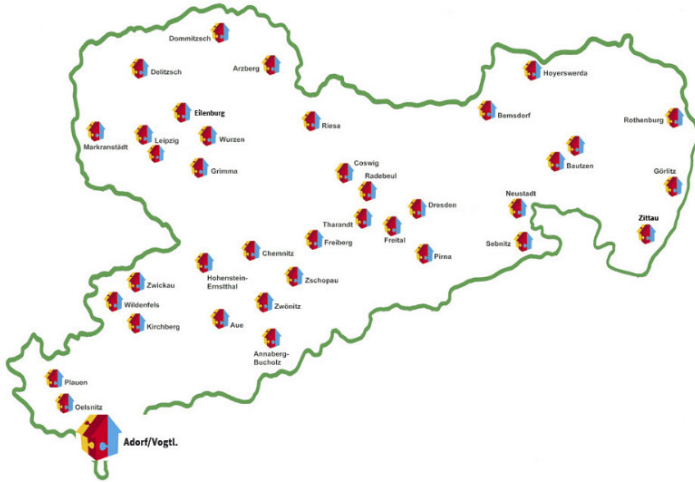 Dommitzsch
Delitzsch
Arzberg
Hoyerswerda
Eilenburg
Bernsdorf
Rothenburg
Riesa
Markranstädt
Leipzig
Wurzen
Grimma
Coswig
Radebeul
Bautzen
Görlitz
Neustadt
Dresden
Tharandt
Freital
Zittau
Freiberg
Sebnitz
Chemnitz
Pirna
Hohenstein-
Ernstthal
Zschopau
Zwickau
Wildenfels
Zwönitz
Kirchberg
Aue
Annaberg-
Bucholz
Plauen
Oelsnitz
Adorf/Vogtl.